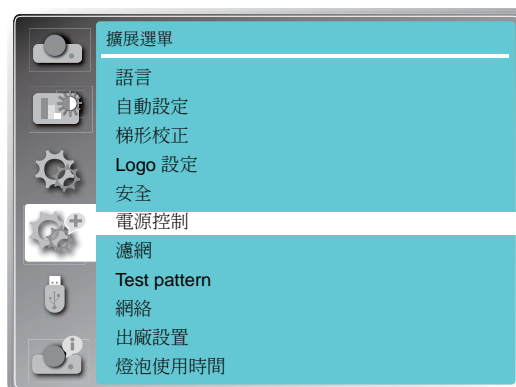 擴展選單
語言
自動設定
梯形校正
Logo 設定
安全
電源控制
濾網
Test pattern
網絡
出廠設置
燈泡使用時間